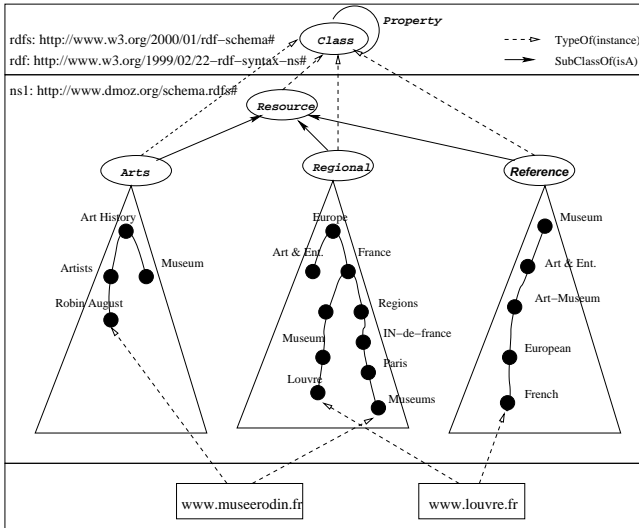 Property
rdfs: http://www.w3.org/2000/01/rdf-schema#
Class
TypeOf(instance)
rdf: http://www.w3.org/1999/02/22-rdf-syntax-ns#
SubClassOf(isA)
ns1: http://www.dmoz.org/schema.rdfs#
Resource
Arts
Regional
Reference
Art History
Europe
Museum
Art & Ent.
France
Artists
Museum
Art & Ent.
Robin August
Regions
Art-Museum
Museum
IN-de-france
Paris
European
Louvre
Museums
French
www.museerodin.fr
www.louvre.fr